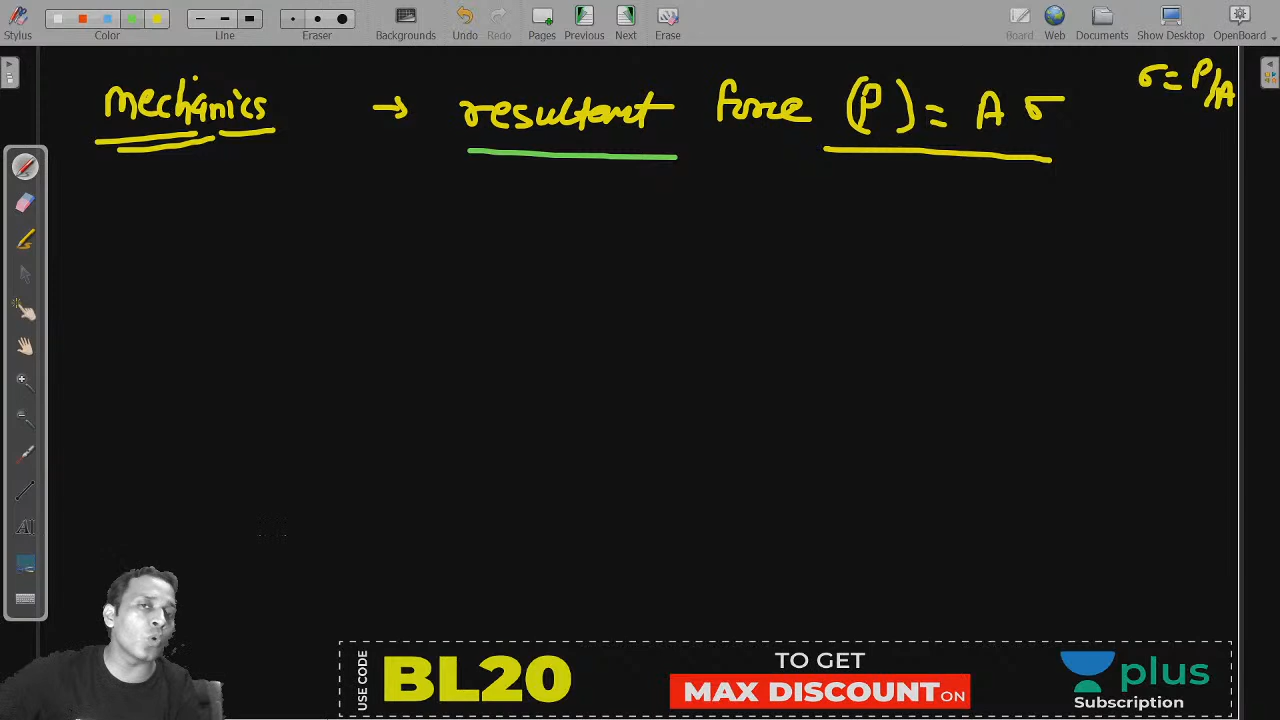 Stylus Color Line Eraser Backgrounds Undo Redo Pages Previous Next Erase Board Web Documents Show Desktop OpenBoard
mechanics → resultant force (P) = A σ
σ = P/A
AI
USE CODE BL20
TO GET
MAX DISCOUNT ON
plus
Subscription